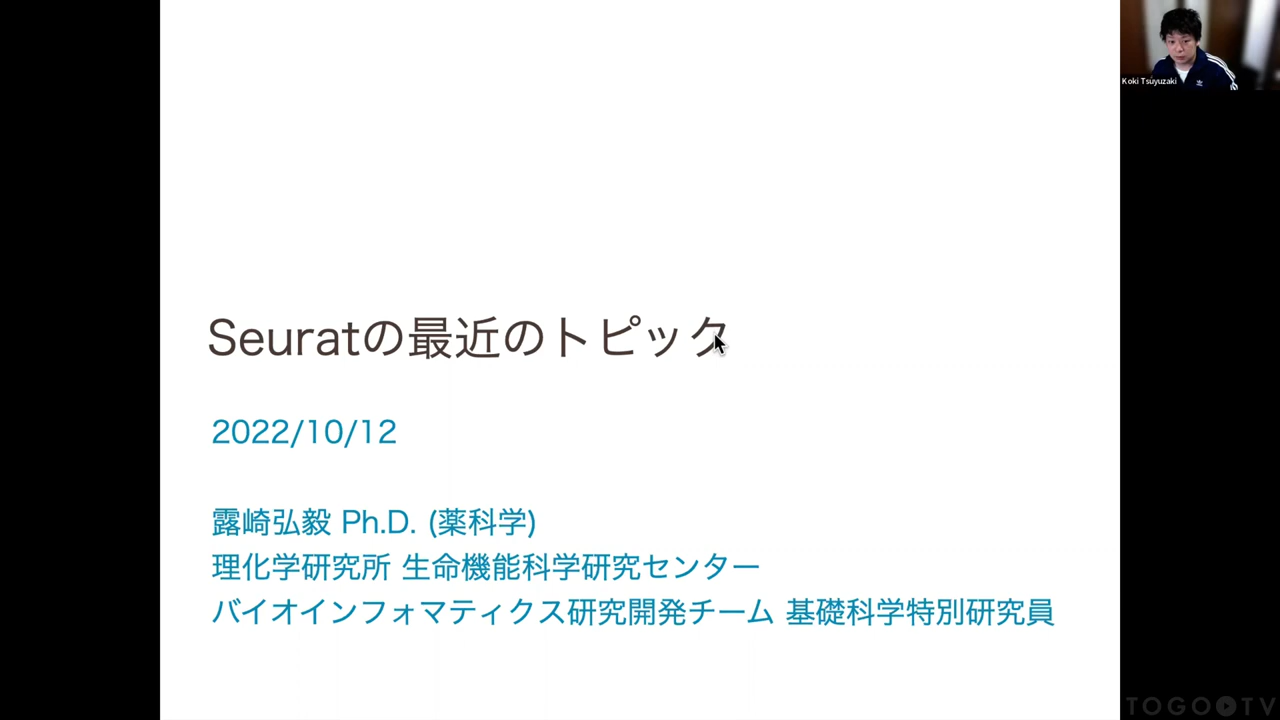 Koki Tsuyuzaki
Seuratの最近のトピック
2022/10/12
露崎弘毅 Ph.D. (薬科学)
理化学研究所 生命機能科学研究センター
バイオインフォマティクス研究開発チーム 基礎科学特別研究員
TOGO TV